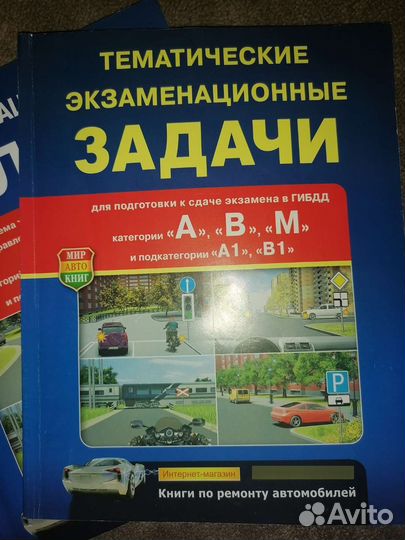 ТЕМАТИЧЕСКИЕ
ЭКЗАМЕНАЦИОННЫЕ
ЗАДАЧИ
для подготовки к сдаче экзамена в ГИБДД
категории «А», «В», «М»
и подкатегории «А1», «В1»
МИР
АВТО
КНИГ
P
Интернет-магазин
Книги по ремонту автомобилей
Avito